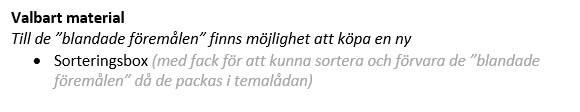 Valbart material
Till de ”blandade föremålen” finns möjlighet att köpa en ny
• Sorteringsbox (med fack för att kunna sortera och förvara de ”blandade
föremålen” då de packas i temalådan)